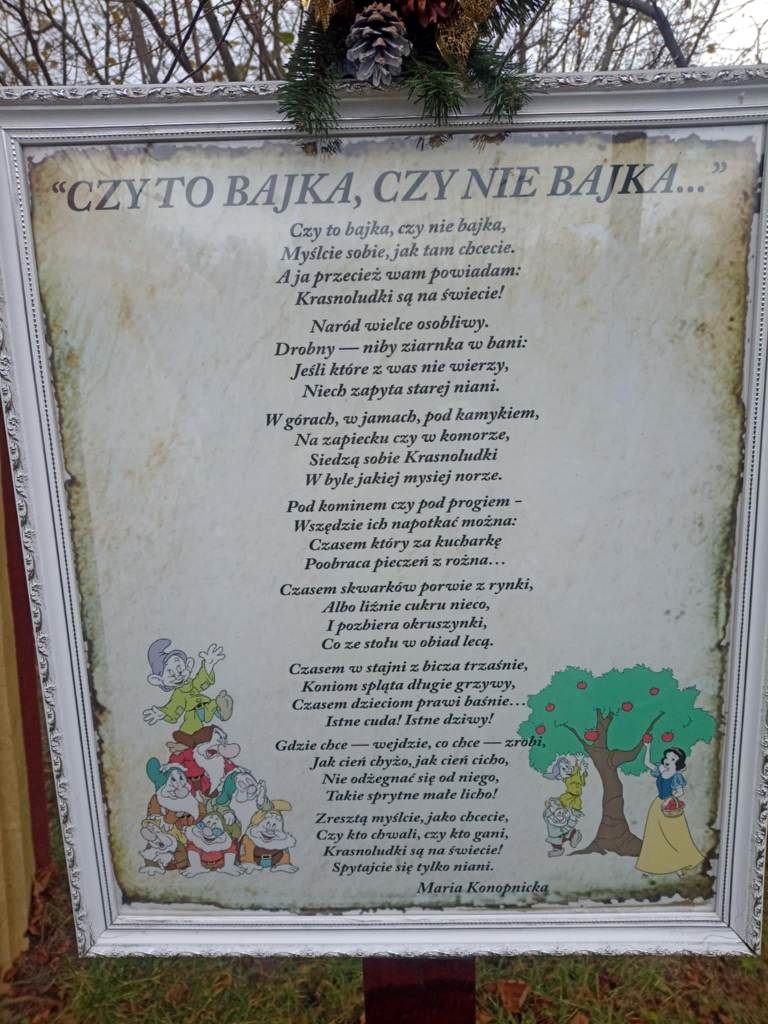 “CZY TO BAJKA, CZY NIE BAJKA...”
Czy to bajka, czy nie bajka,
Myślcie sobie, jak tam chcecie.
A ja przecież wam powiadam:
Krasnoludki są na świecie!
Naród wielce osobliwy.
Drobny — niby ziarnka w bani:
Jeśli które z was nie wierzy,
Niech zapyta starej niani.
W górach, w jamach, pod kamykiem,
Na zapiecku czy w komorze,
Siedzą sobie Krasnoludki
W byle jakiej mysiej norze.
Pod kominem czy pod progiem –
Wszędzie ich napotkać można:
Czasem który za kucharkę
Poobraca pieczeń z rożna…
Czasem skwarków porwie z rynki,
Albo liźnie cukru nieco,
I pozbiera okruszynki,
Co ze stołu w obiad lecą.
Czasem w stajni z bicza trzaśnie,
Koniom spląta długie grzywy,
Czasem dzieciom prawi baśnie…
Istne cuda! Istne dziwy!
Gdzie chce — wejdzie, co chce — zrobi,
Jak cień chyżo, jak cień cicho,
Nie odżegnać się od niego,
Takie sprytne małe licho!
Zresztą myślcie, jako chcecie,
Czy kto chwali, czy kto gani,
Krasnoludki są na świecie!
Spytajcie się tylko niani.
Maria Konopnicka